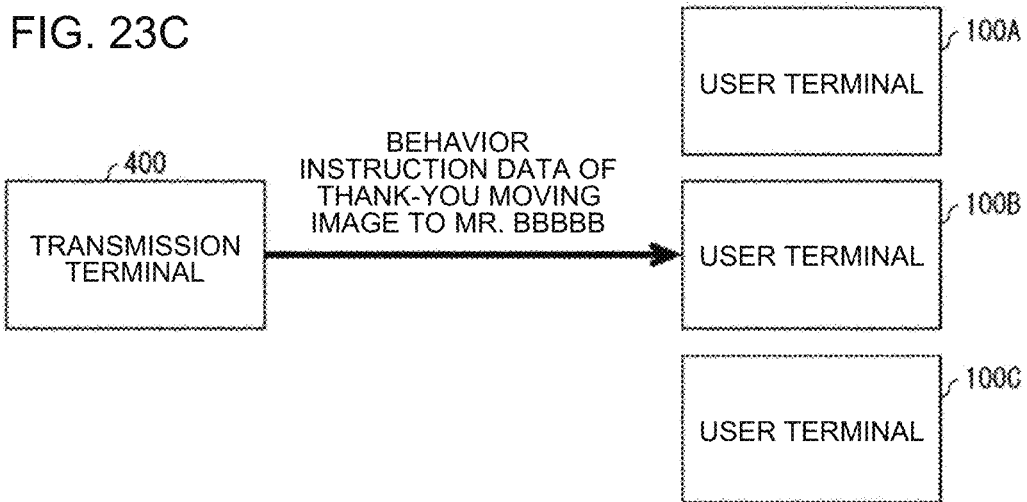 FIG. 23C
100A
USER TERMINAL
400
TRANSMISSION
TERMINAL
BEHAVIOR
INSTRUCTION DATA OF
THANK-YOU MOVING
IMAGE TO MR. BBBBB
100B
USER TERMINAL
100C
USER TERMINAL